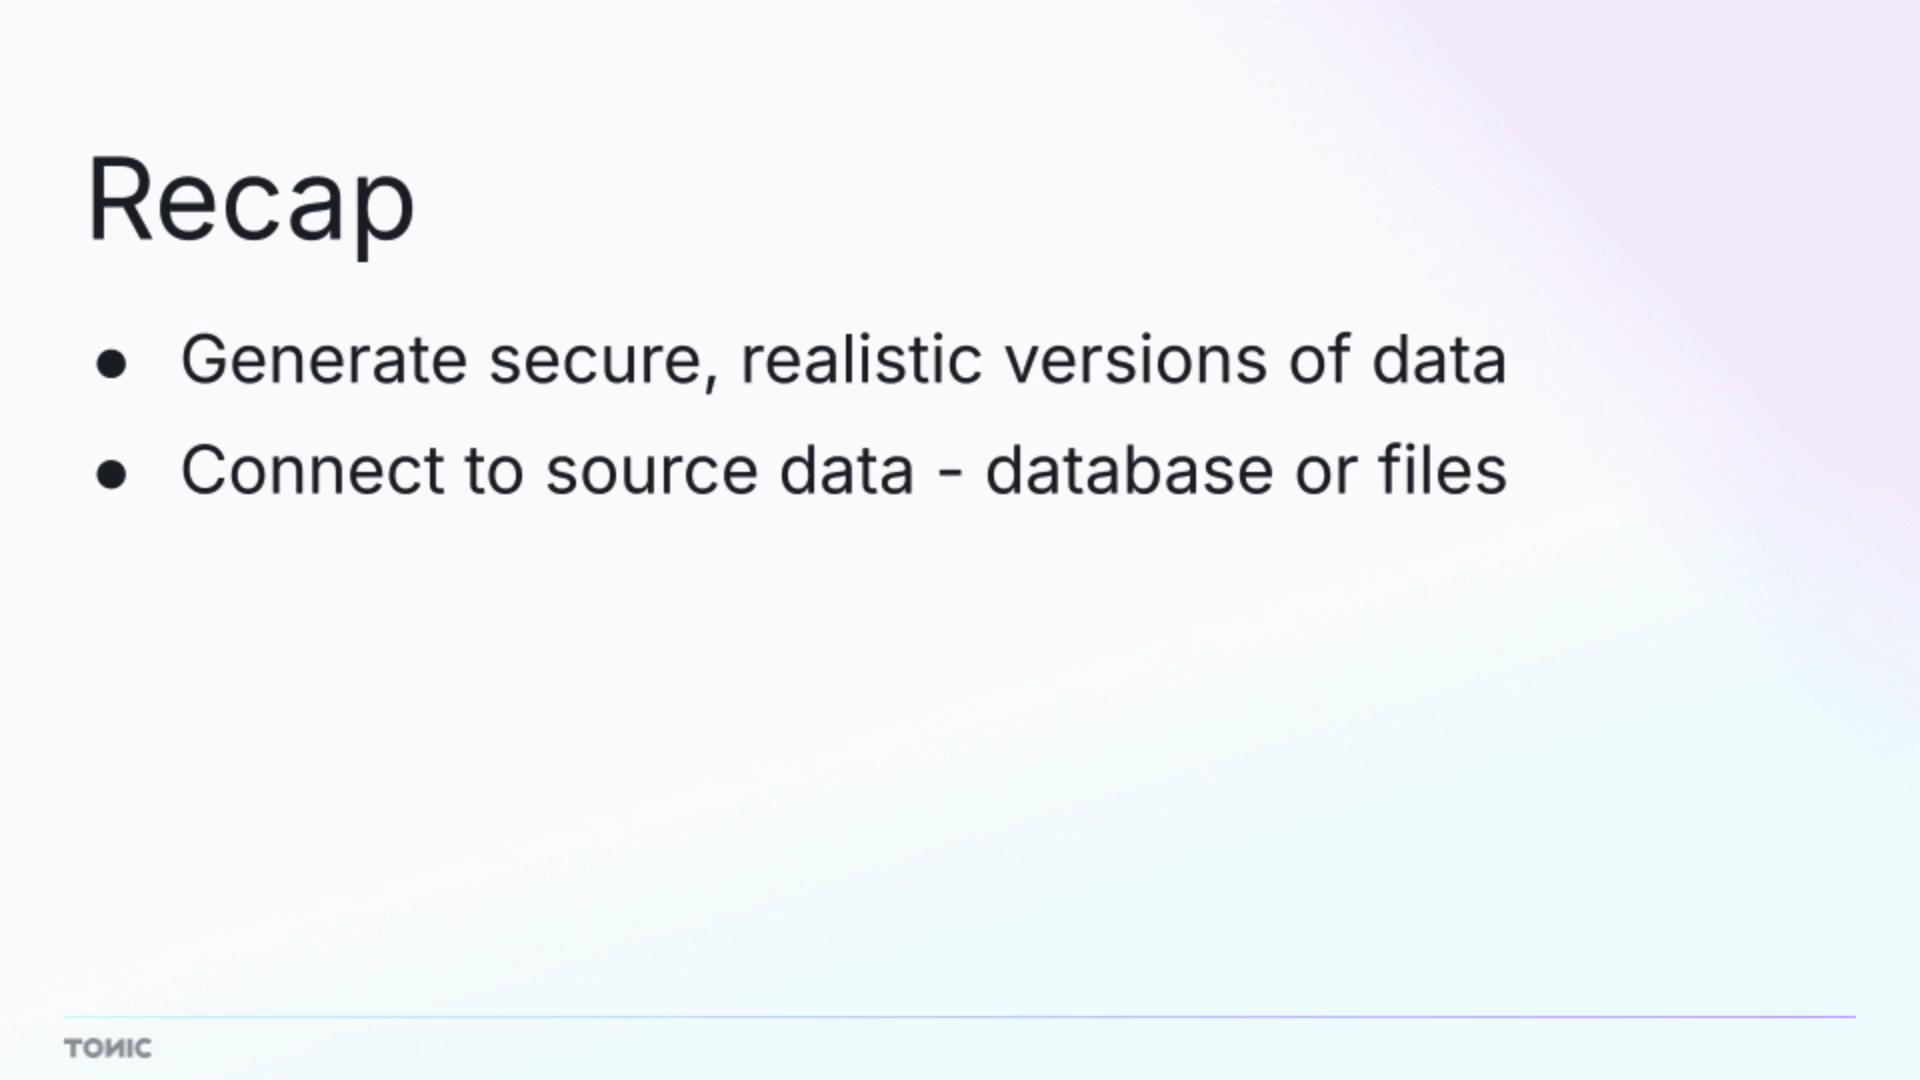 Recap
● Generate secure, realistic versions of data
● Connect to source data - database or files
TONIC